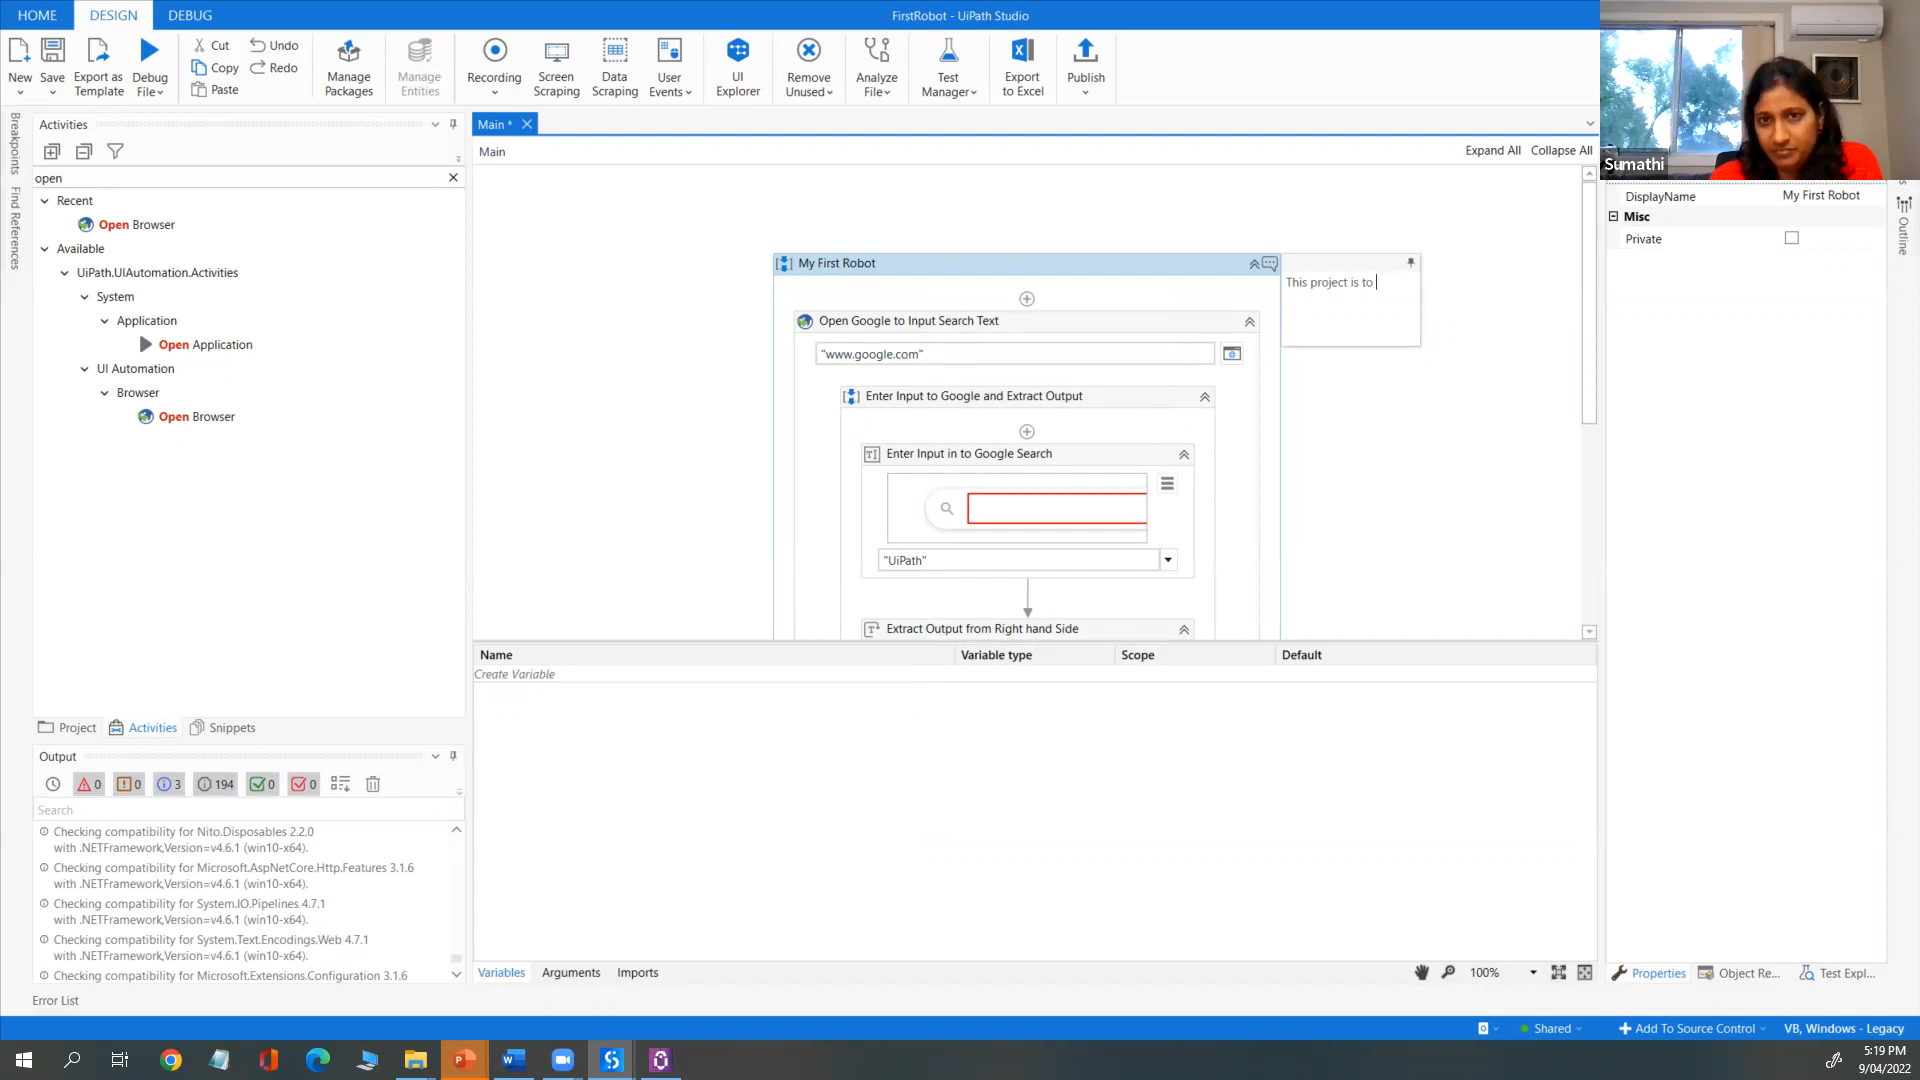 HOME DESIGN DEBUG FirstRobot - UiPath Studio
New Save Export as Template Debug File
Cut Copy Paste Undo Redo
Manage Packages Manage Entities Recording Screen Scraping Data Scraping User Events UI Explorer Remove Unused Analyze File Test Manager Export to Excel Publish
Sumathi
Breakpoints
Find References
Activities
open
Recent
Open Browser
Available
UiPath.UIAutomation.Activities
System
Application
Open Application
UI Automation
Browser
Open Browser
Project Activities Snippets
Output
0 0 3 194 0 0
Search
Checking compatibility for Nito.Disposables 2.2.0
with .NETFramework,Version=v4.6.1 (win10-x64).
Checking compatibility for Microsoft.AspNetCore.Http.Features 3.1.6
with .NETFramework,Version=v4.6.1 (win10-x64).
Checking compatibility for System.IO.Pipelines 4.7.1
with .NETFramework,Version=v4.6.1 (win10-x64).
Checking compatibility for System.Text.Encodings.Web 4.7.1
with .NETFramework,Version=v4.6.1 (win10-x64).
Checking compatibility for Microsoft.Extensions.Configuration 3.1.6
Error List
Main *
Main Expand All Collapse All
My First Robot
This project is to
Open Google to Input Search Text
"www.google.com"
Enter Input to Google and Extract Output
Enter Input in to Google Search
"UiPath"
Extract Output from Right hand Side
Name Variable type Scope Default
Create Variable
Variables Arguments Imports 100%
DisplayName My First Robot
Misc
Private
Outline
Properties Object Re... Test Expl...
Shared Add To Source Control VB, Windows - Legacy
5:19 PM
9/04/2022